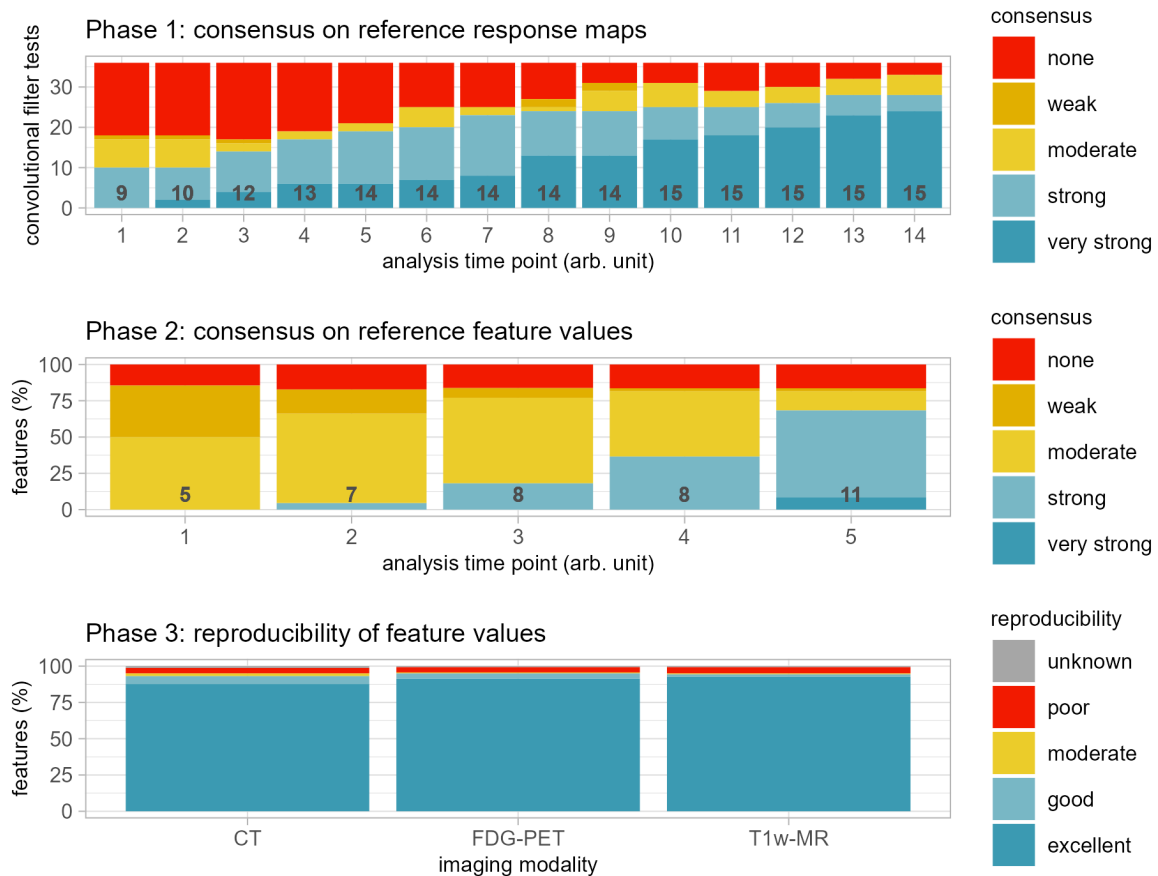 Phase 1: consensus on reference response maps
convolutional filter tests
30
20
10
0
9 10 12 13 14 14 14 14 14 15 15 15 15 15
1 2 3 4 5 6 7 8 9 10 11 12 13 14
analysis time point (arb. unit)
consensus
none
weak
moderate
strong
very strong
Phase 2: consensus on reference feature values
features (%)
100
75
50
25
0
5 7 8 8 11
1 2 3 4 5
analysis time point (arb. unit)
consensus
none
weak
moderate
strong
very strong
Phase 3: reproducibility of feature values
features (%)
100
75
50
25
0
CT FDG-PET T1w-MR
imaging modality
reproducibility
unknown
poor
moderate
good
excellent